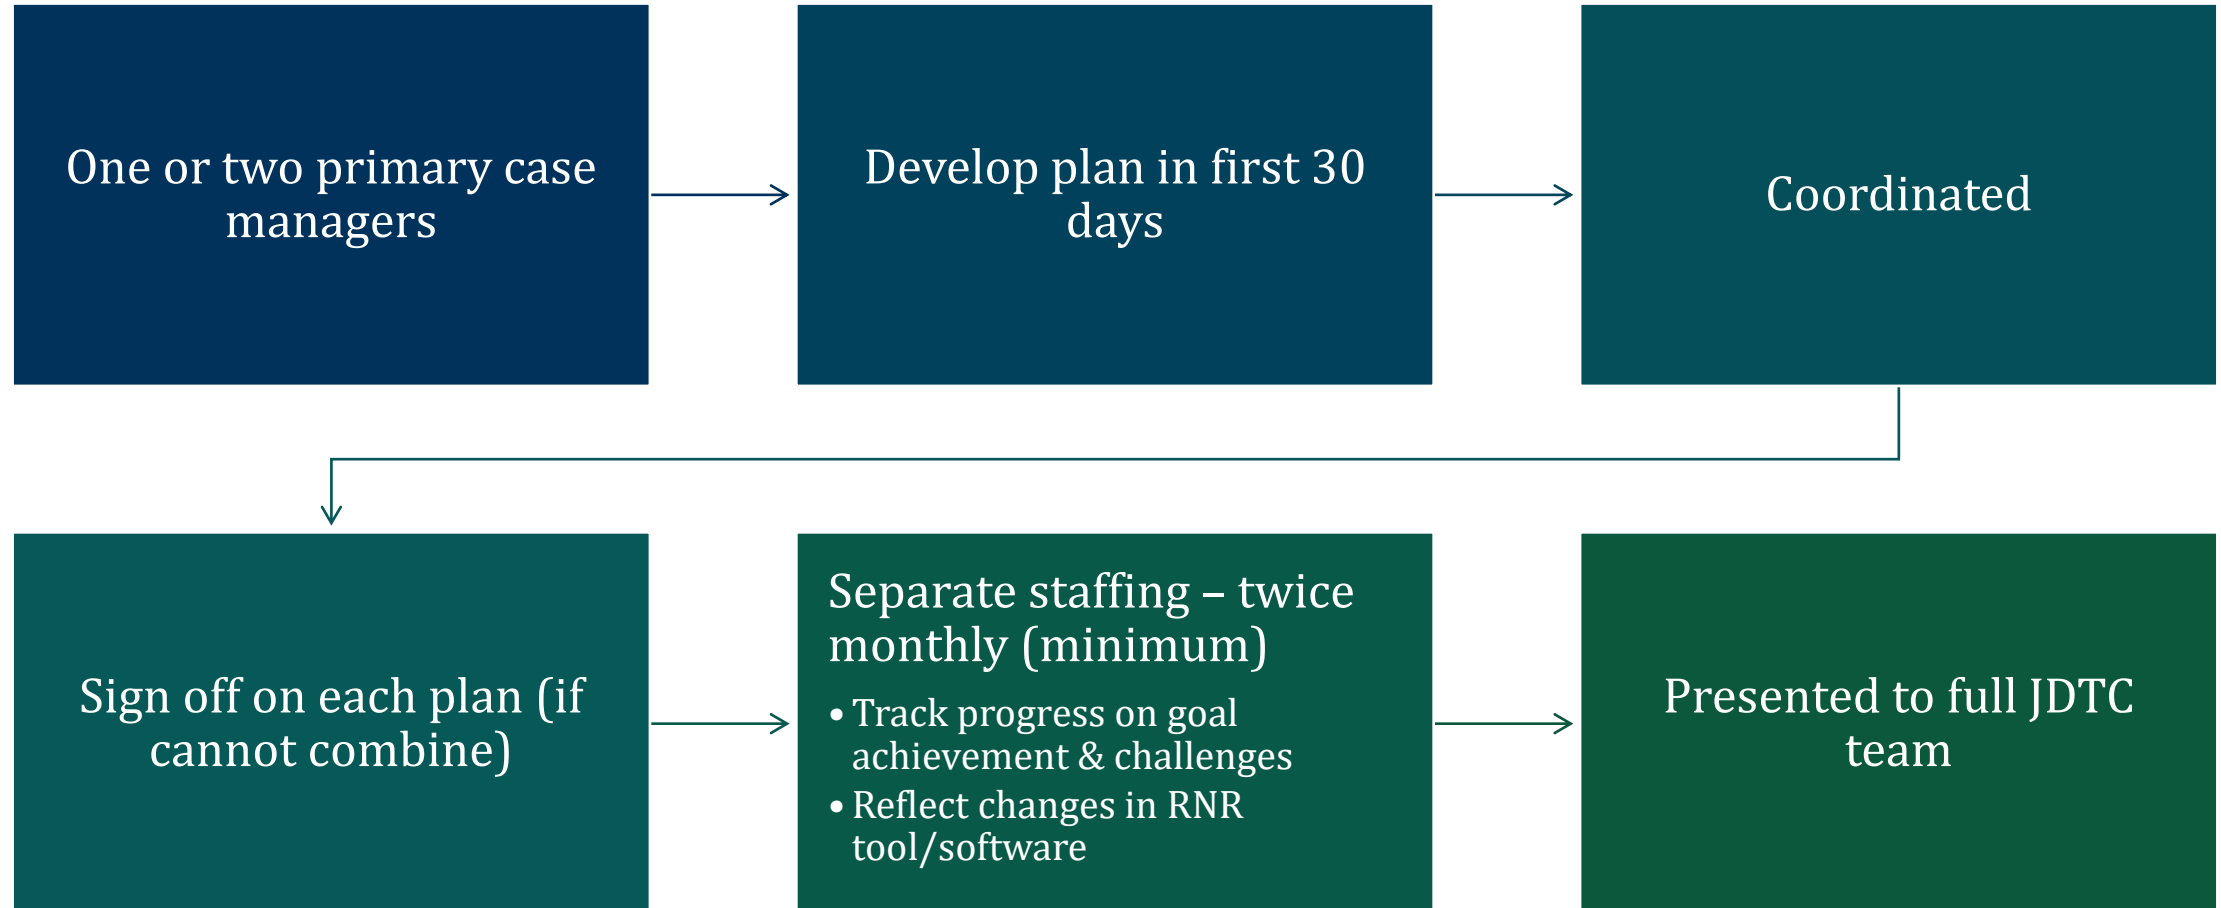 One or two primary case
managers
Develop plan in first 30
days
Coordinated
Sign off on each plan (if
cannot combine)
Separate staffing – twice
monthly (minimum)
• Track progress on goal
achievement & challenges
• Reflect changes in RNR
tool/software
Presented to full JDTC
team